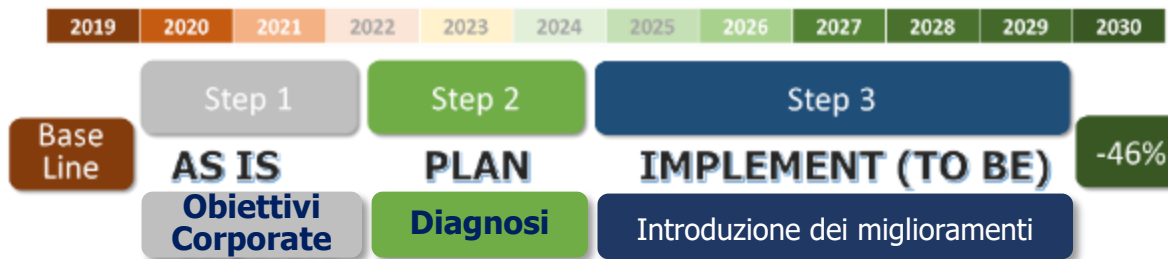 2019 2020 2021 2022 2023 2024 2025 2026 2027 2028 2029 2030
Step 1 Step 2 Step 3
Base
Line
AS IS PLAN IMPLEMENT (TO BE) -46%
Obiettivi
Corporate
Diagnosi
Introduzione dei miglioramenti